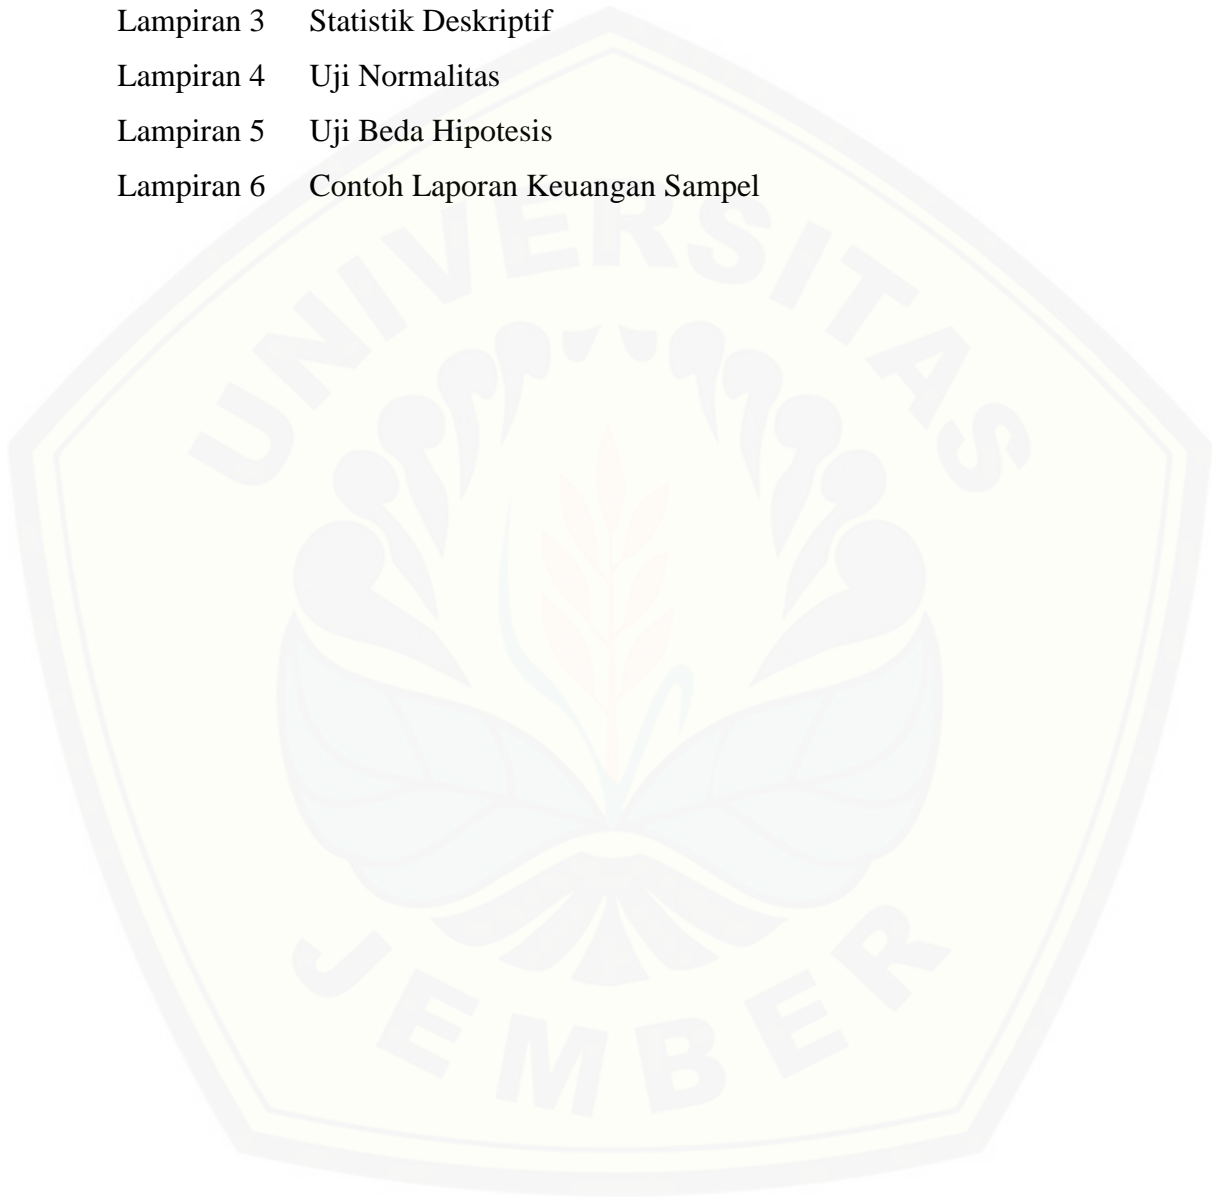 Lampiran 3 Statistik Deskriptif
Lampiran 4 Uji Normalitas
Lampiran 5 Uji Beda Hipotesis
Lampiran 6 Contoh Laporan Keuangan Sampel
UNIVERSITAS
JEMBER